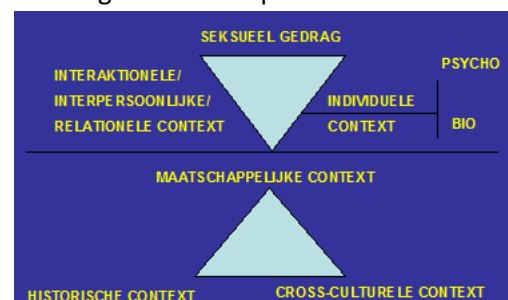 SEKSUEEL GEDRAG
PSYCHO
INTERAKTIONELE/
INTERPERSOONLIJKE/
RELATIONELE CONTEXT
INDIVIDUELE
CONTEXT
BIO
MAATSCHAPPELIJKE CONTEXT
HISTORISCHE CONTEXT
CROSS-CULTURELE CONTEXT